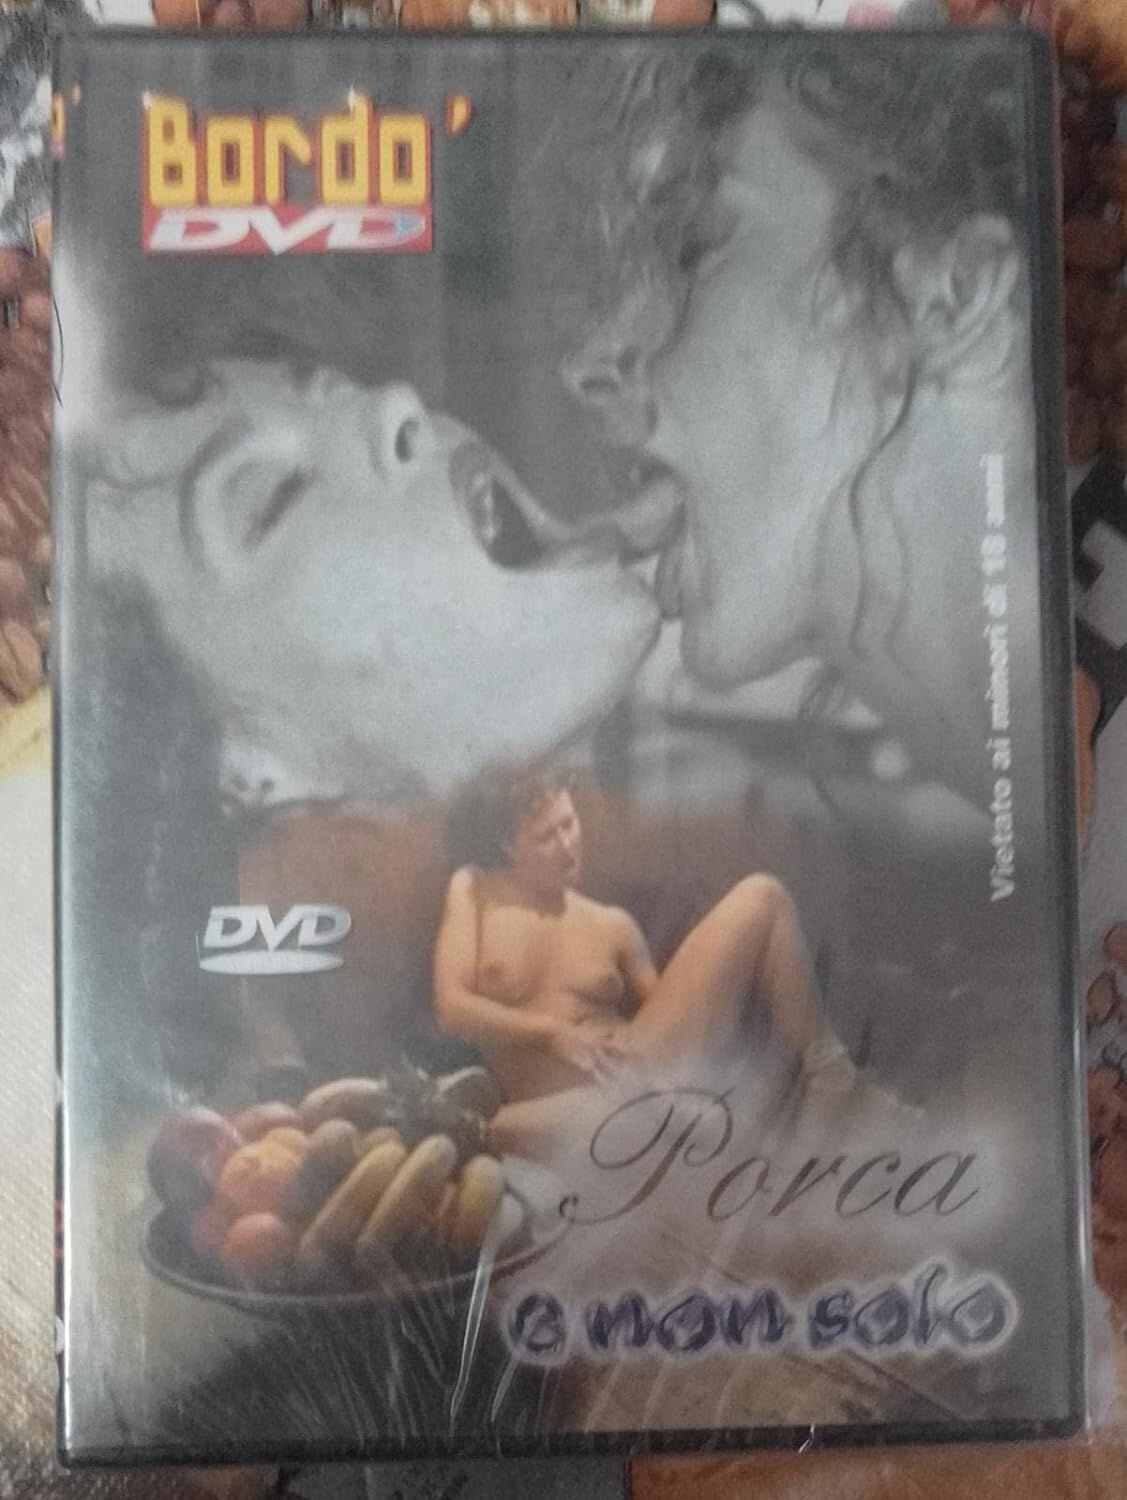 Bordo'
DVD
Vietato ai minori di 18 anni
DVD
Porca
e non solo